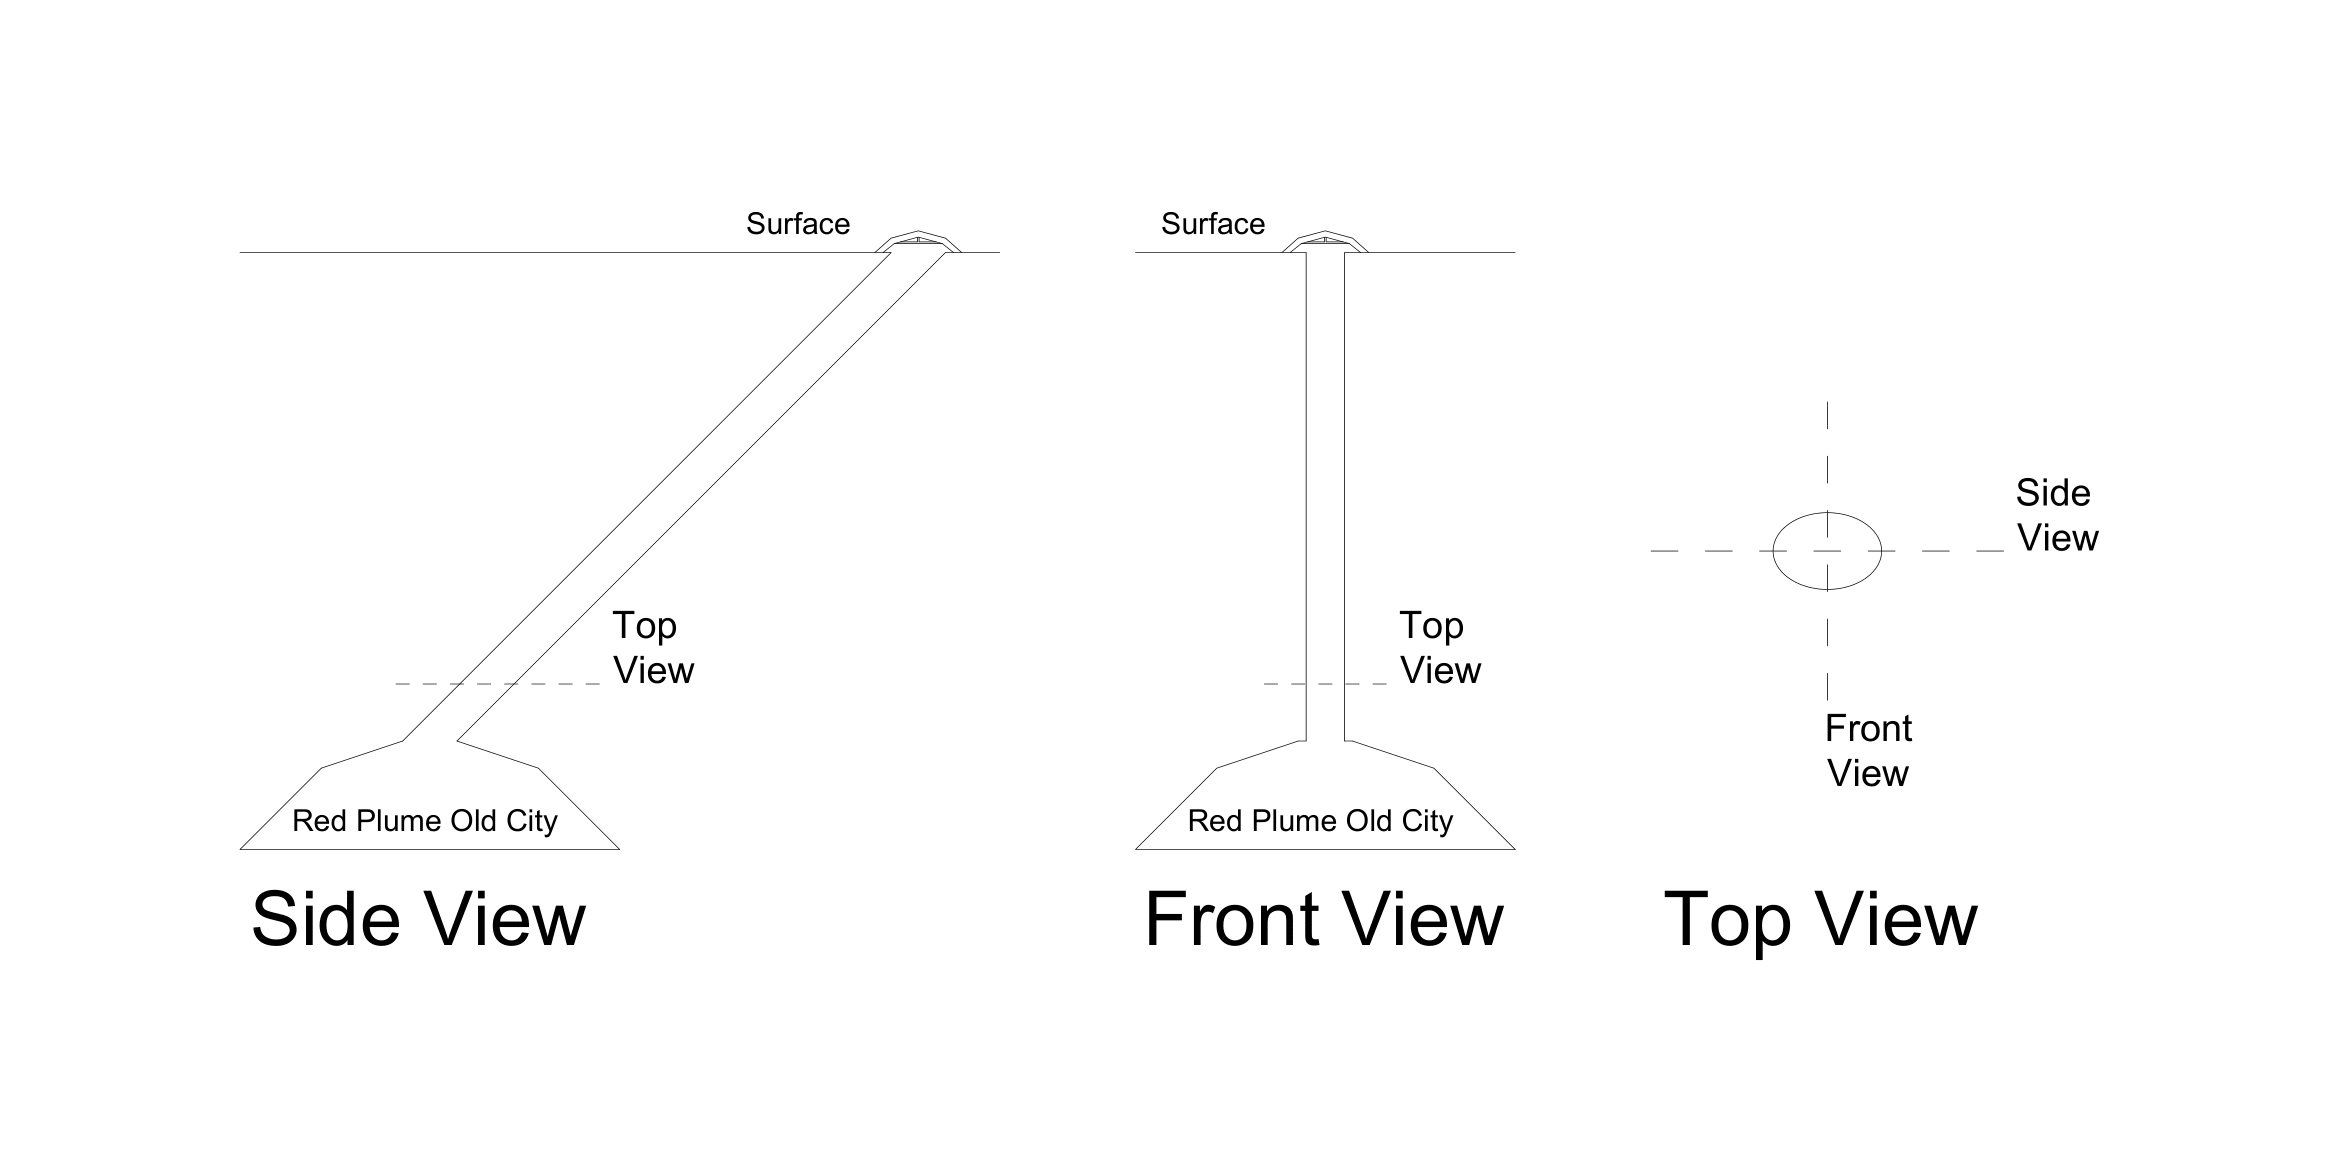 Surface
Top
View
Red Plume Old City
Side View
Surface
Top
View
Red Plume Old City
Front View
Side
View
Front
View
Top View